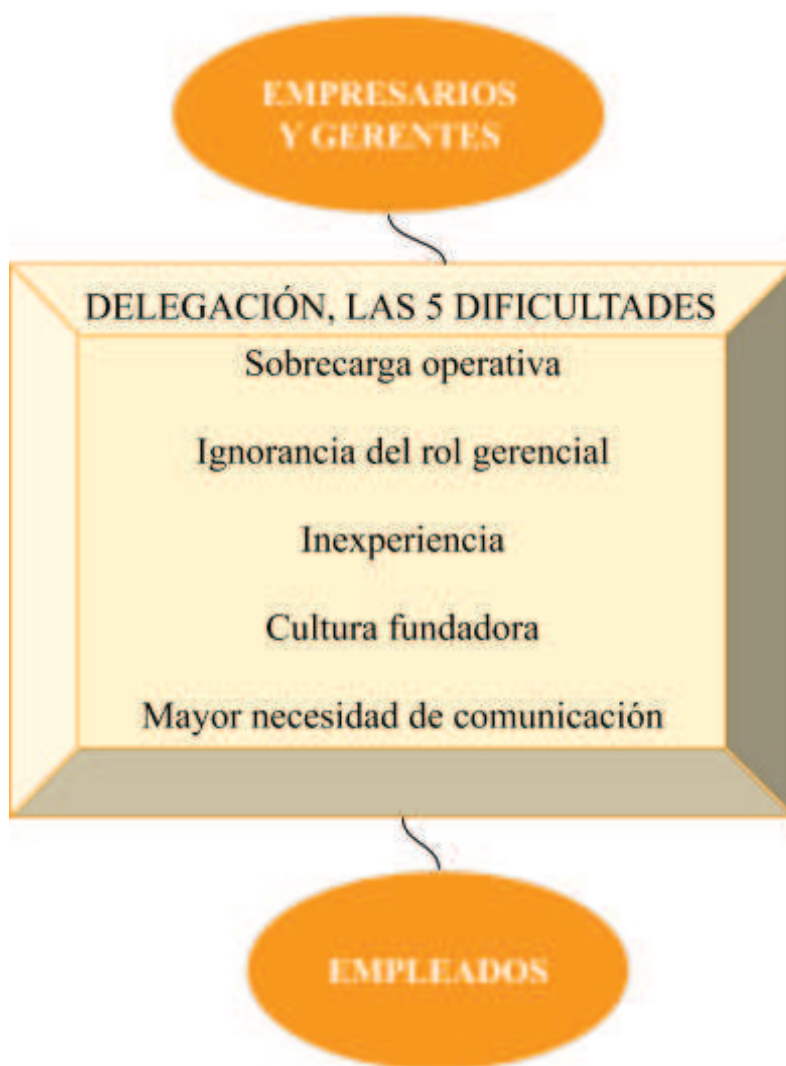 EMPRESARIOS
Y GERENTES
DELEGACIÓN, LAS 5 DIFICULTADES
Sobrecarga operativa
Ignorancia del rol gerencial
Inexperiencia
Cultura fundadora
Mayor necesidad de comunicación
EMPLEADOS